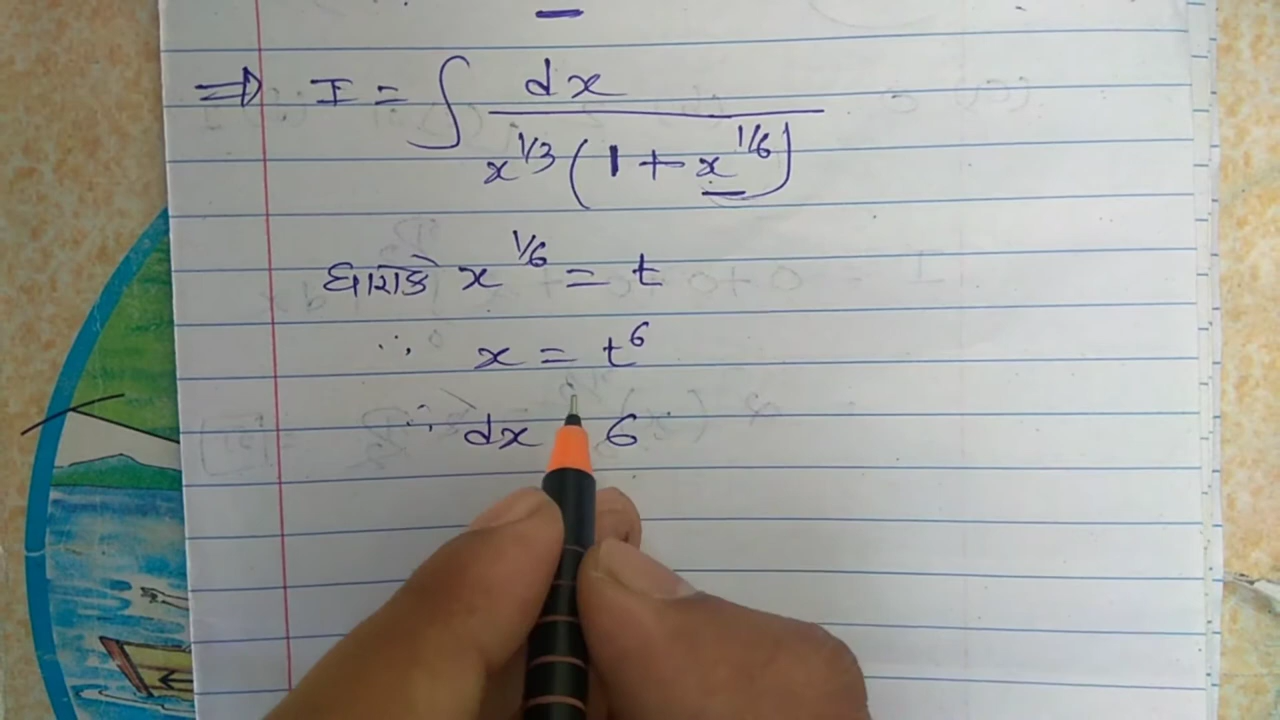 ⇒ I = ∫ dx / x^{1/3} (1 + x^{1/6})
ધારોકે x^{1/6} = t
∴ x = t^6
∴ dx 6